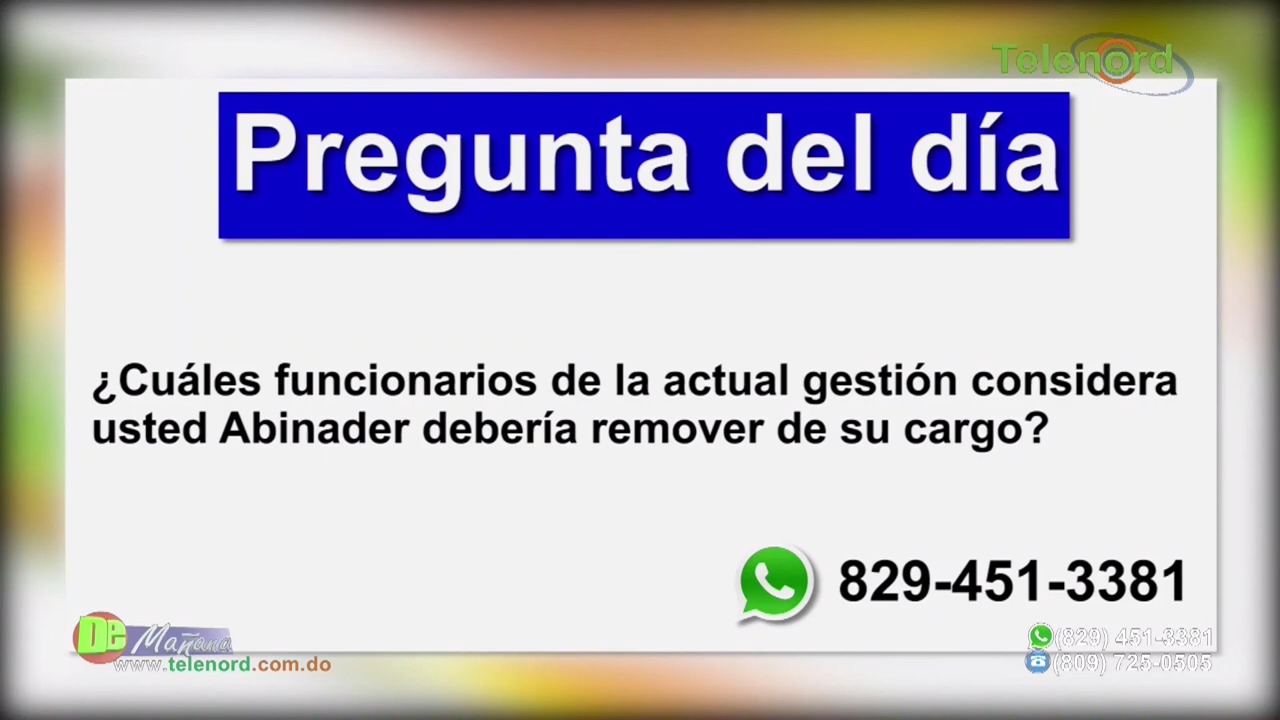 Telenord
Pregunta del día
¿Cuáles funcionarios de la actual gestión considera
usted Abinader debería remover de su cargo?
829-451-3381
De Mañana
www.telenord.com.do
(829) 451-3381
(809) 725-0505